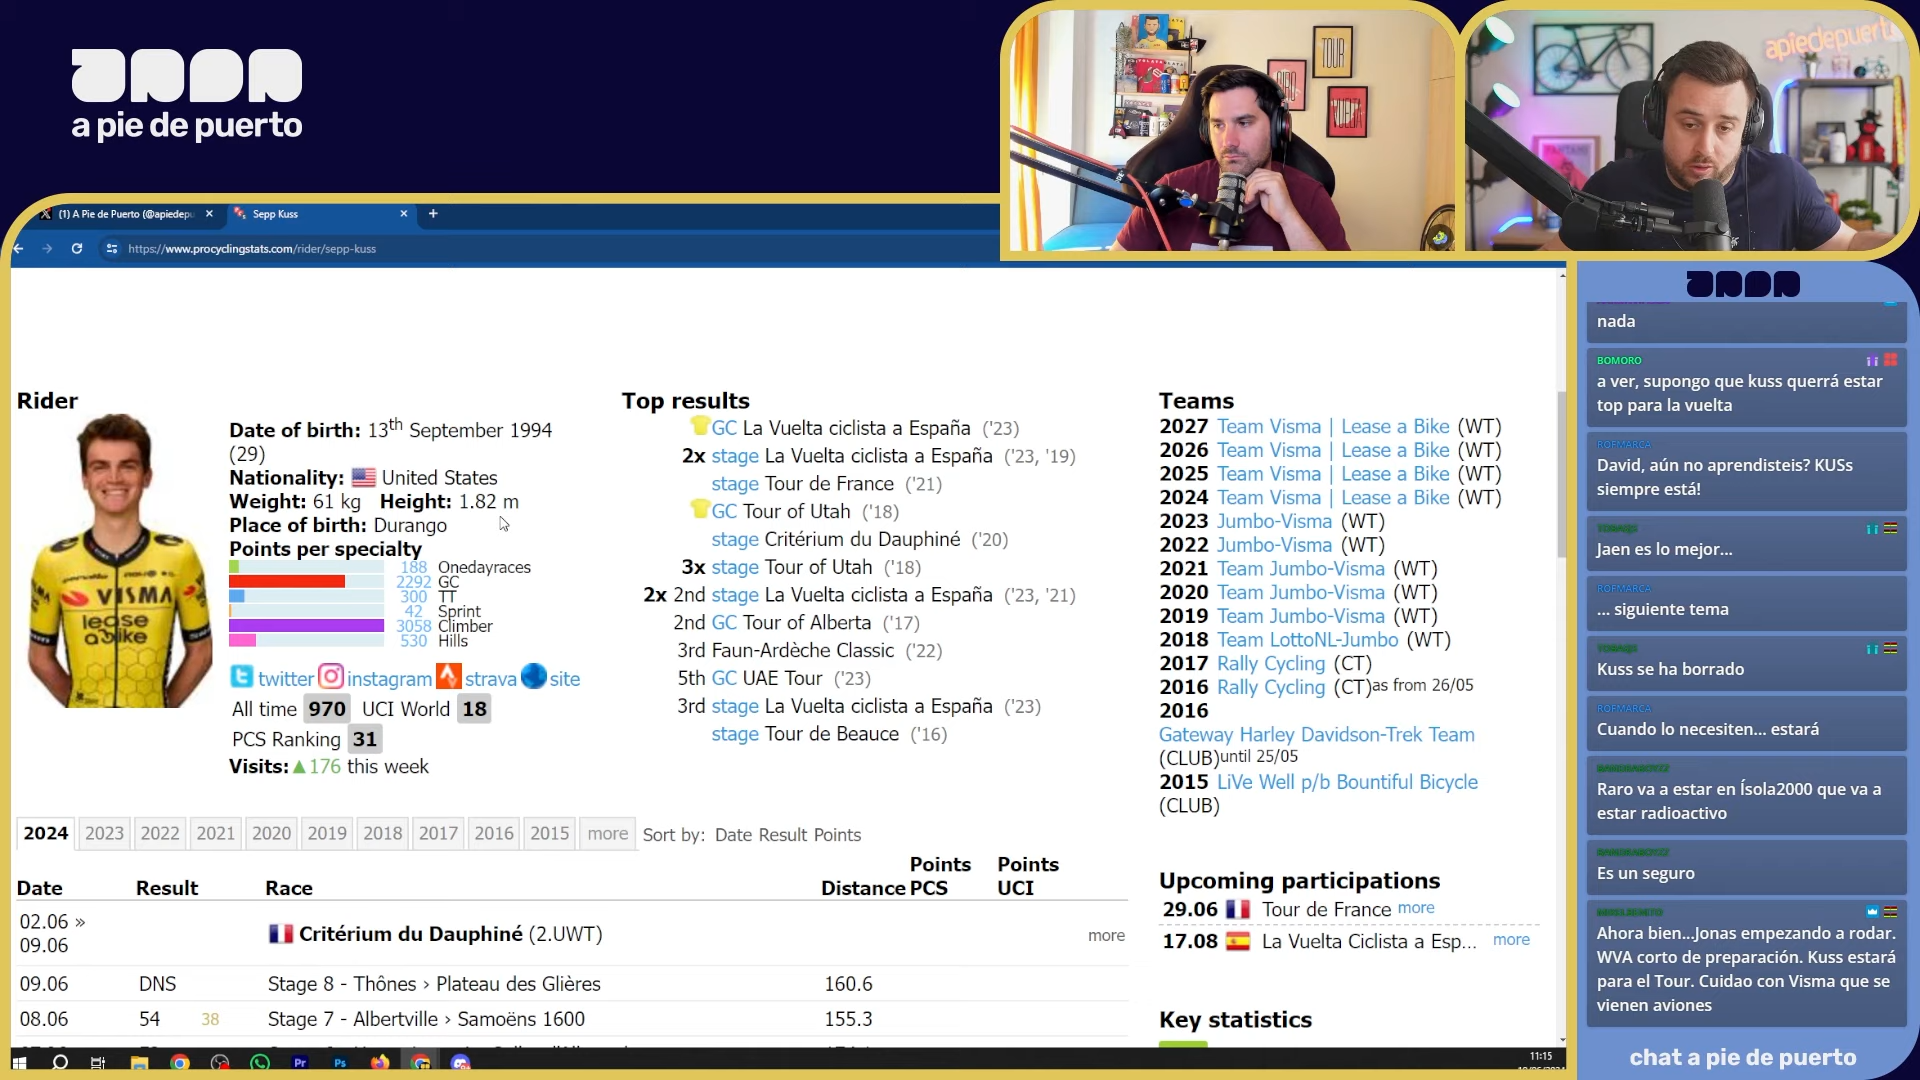 a pie de puerto
TOUR
GIRO
VUELTA
apiedepuerto
(1) A Pie de Puerto (@apiedepu
Sepp Kuss
https://www.procyclingstats.com/rider/sepp-kuss
Rider
Date of birth: 13th September 1994
(29)
Nationality: United States
Weight: 61 kg Height: 1.82 m
Place of birth: Durango
Points per specialty
188 Onedayraces
2292 GC
300 TT
42 Sprint
3058 Climber
530 Hills
VISMA
lease
a bike
twitter instagram strava site
All time 970 UCI World 18
PCS Ranking 31
Visits: ▲176 this week
Top results
GC La Vuelta ciclista a España ('23)
2x stage La Vuelta ciclista a España ('23, '19)
stage Tour de France ('21)
GC Tour of Utah ('18)
stage Critérium du Dauphiné ('20)
3x stage Tour of Utah ('18)
2x 2nd stage La Vuelta ciclista a España ('23, '21)
2nd GC Tour of Alberta ('17)
3rd Faun-Ardèche Classic ('22)
5th GC UAE Tour ('23)
3rd stage La Vuelta ciclista a España ('23)
stage Tour de Beauce ('16)
Teams
2027 Team Visma | Lease a Bike (WT)
2026 Team Visma | Lease a Bike (WT)
2025 Team Visma | Lease a Bike (WT)
2024 Team Visma | Lease a Bike (WT)
2023 Jumbo-Visma (WT)
2022 Jumbo-Visma (WT)
2021 Team Jumbo-Visma (WT)
2020 Team Jumbo-Visma (WT)
2019 Team Jumbo-Visma (WT)
2018 Team LottoNL-Jumbo (WT)
2017 Rally Cycling (CT)
2016 Rally Cycling (CT)as from 26/05
2016
Gateway Harley Davidson-Trek Team
(CLUB)until 25/05
2015 LiVe Well p/b Bountiful Bicycle
(CLUB)
2024 2023 2022 2021 2020 2019 2018 2017 2016 2015 more Sort by: Date Result Points
Date Result Race Distance Points PCS Points UCI
02.06 »
09.06
Critérium du Dauphiné (2.UWT) more
09.06 DNS Stage 8 - Thônes › Plateau des Glières 160.6
08.06 54 38 Stage 7 - Albertville › Samoëns 1600 155.3
Upcoming participations
29.06 Tour de France more
17.08 La Vuelta Ciclista a Esp... more
Key statistics
Pr
Ps
11:15
nada
BOMORO
a ver, supongo que kuss querrá estar
top para la vuelta
ROFMARCA
David, aún no aprendisteis? KUSs
siempre está!
Jaen es lo mejor...
ROFMARCA
... siguiente tema
Kuss se ha borrado
ROFMARCA
Cuando lo necesiten... estará
Raro va a estar en Ísola2000 que va a
estar radioactivo
Es un seguro
Ahora bien...Jonas empezando a rodar.
WVA corto de preparación. Kuss estará
para el Tour. Cuidao con Visma que se
vienen aviones
chat a pie de puerto